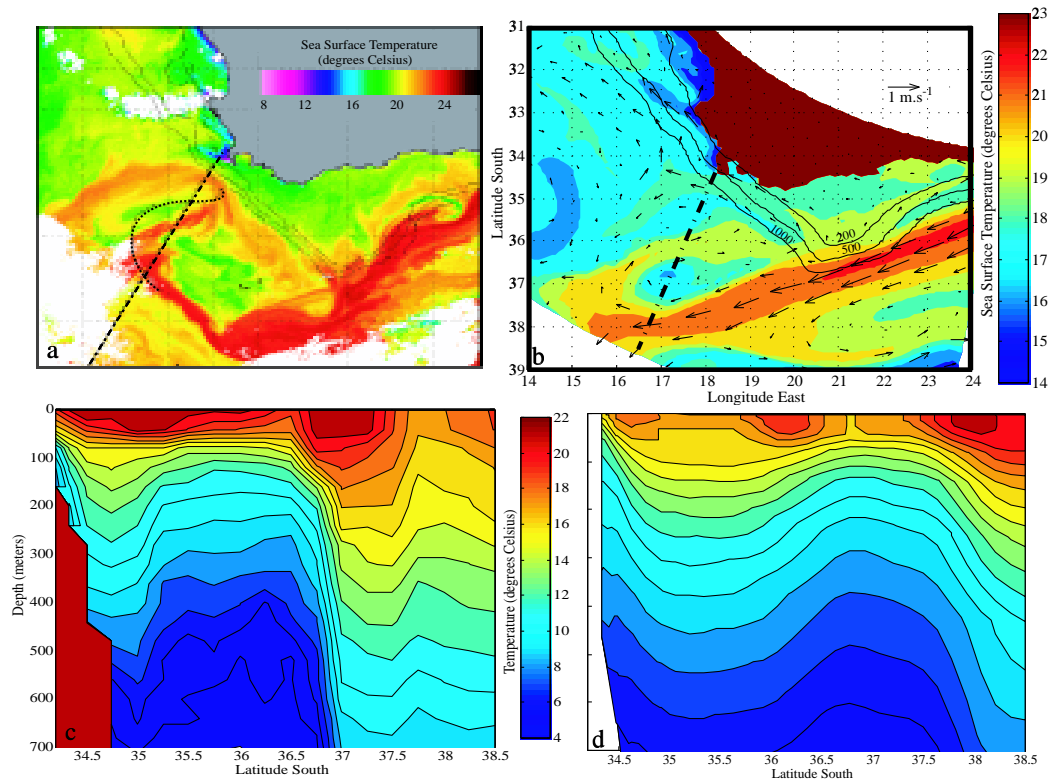 Sea Surface Temperature
(degrees Celsius)
8 12 16 20 24
a
31
32
33
34
35
36
37
38
39
Latitude South
14 15 16 17 18 19 20 21 22 23 24
Longitude East
1 m.s-1
200
500
1000
b
23
22
21
20
19
18
17
16
15
14
Sea Surface Temperature (degrees Celsius)
0
100
200
300
400
500
600
700
Depth (meters)
34.5 35 35.5 36 36.5 37 37.5 38 38.5
Latitude South
c
22
20
18
16
14
12
10
8
6
4
Temperature (degrees Celsius)
d
34.5 35 35.5 36 36.5 37 37.5 38 38.5
Latitude South